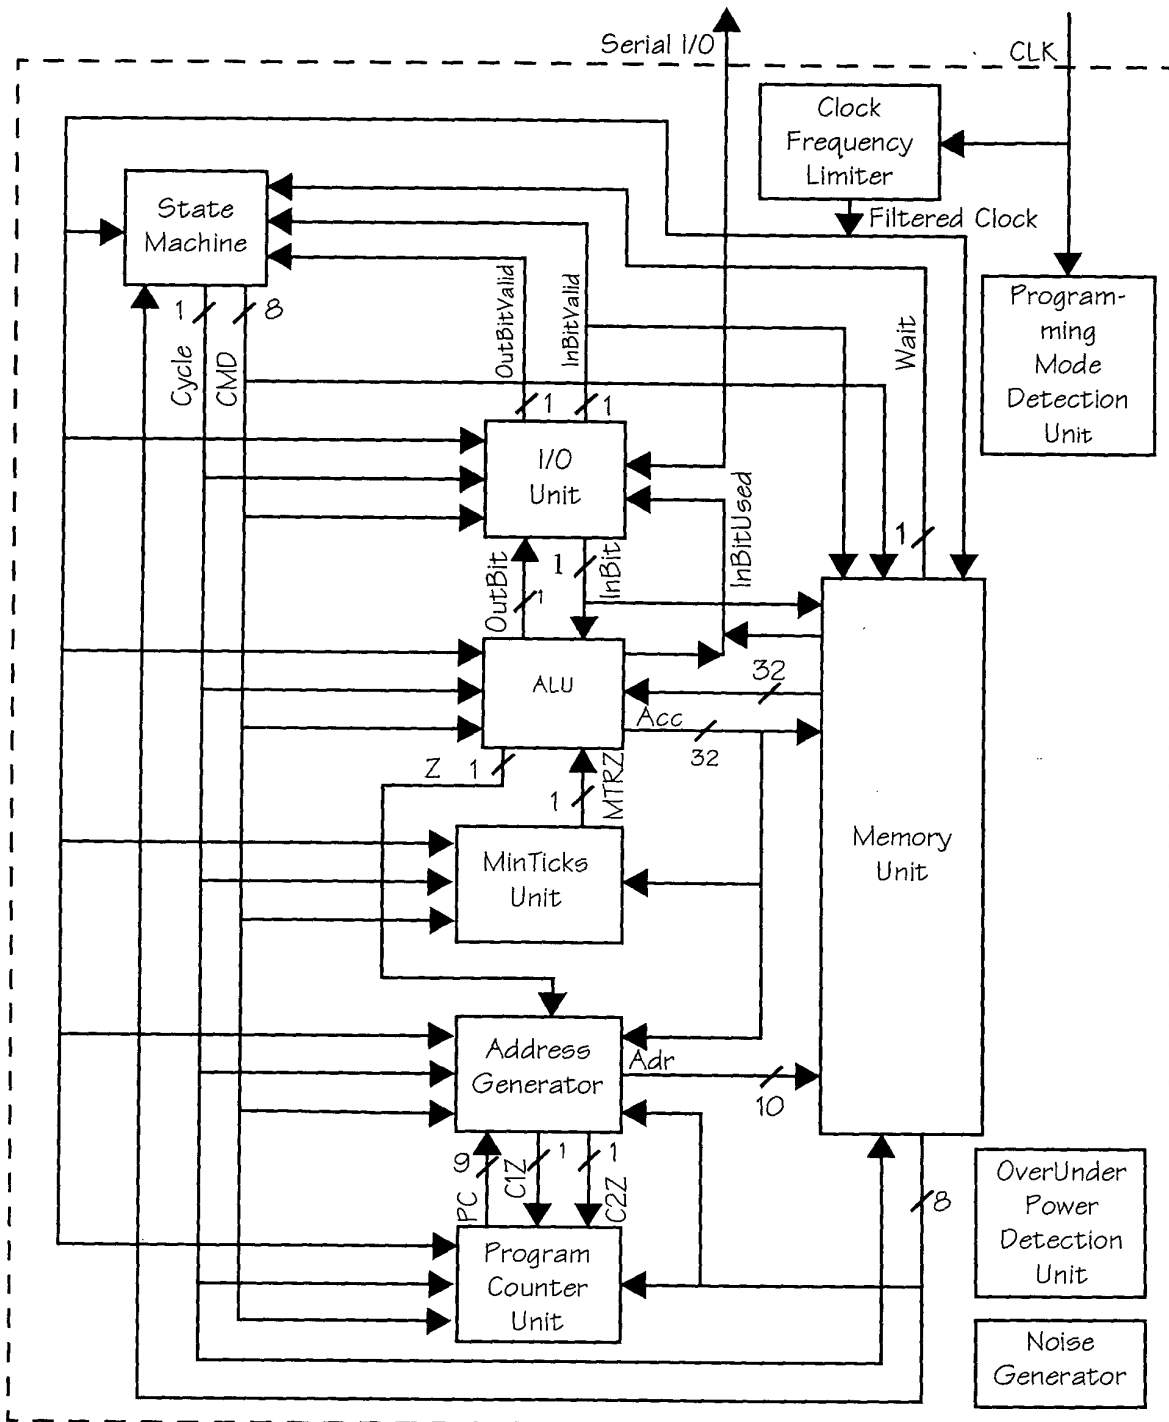 Serial I/O
CLK
Clock
Frequency
Limiter
State
Machine
Filtered Clock
Program-
ming
Mode
Detection
Unit
1
8
Cycle
CMD
OutBitValid
InBitValid
Wait
1
1
I/O
Unit
InBitUsed
1
OutBit
1
1
InBit
ALU
32
Acc
32
Z
1
1
MTRZ
MinTicks
Unit
Memory
Unit
Address
Generator
Adr
10
9
PC
C1Z
1
1
C2Z
8
Program
Counter
Unit
OverUnder
Power
Detection
Unit
Noise
Generator